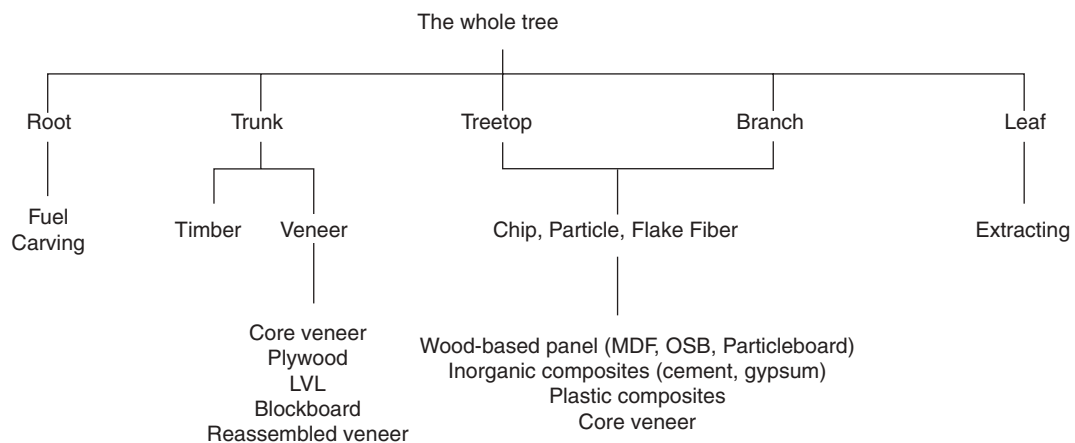 The whole tree
Root
Trunk
Treetop
Branch
Leaf
Fuel
Carving
Timber
Veneer
Chip, Particle, Flake Fiber
Extracting
Core veneer
Plywood
LVL
Blockboard
Reassembled veneer
Wood-based panel (MDF, OSB, Particleboard)
Inorganic composites (cement, gypsum)
Plastic composites
Core veneer